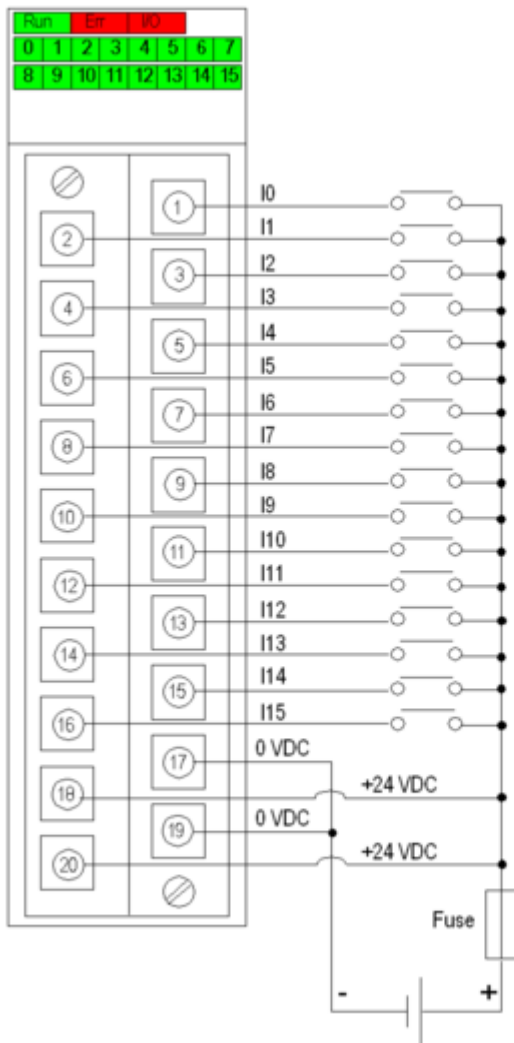 Run Err I/O
0 1 2 3 4 5 6 7
8 9 10 11 12 13 14 15
1 I0
2 I1
3 I2
4 I3
5 I4
6 I5
7 I6
8 I7
9 I8
10 I9
11 I10
12 I11
13 I12
14 I13
15 I14
16 I15
17 0 VDC
18 +24 VDC
19 0 VDC
20 +24 VDC
Fuse
- +